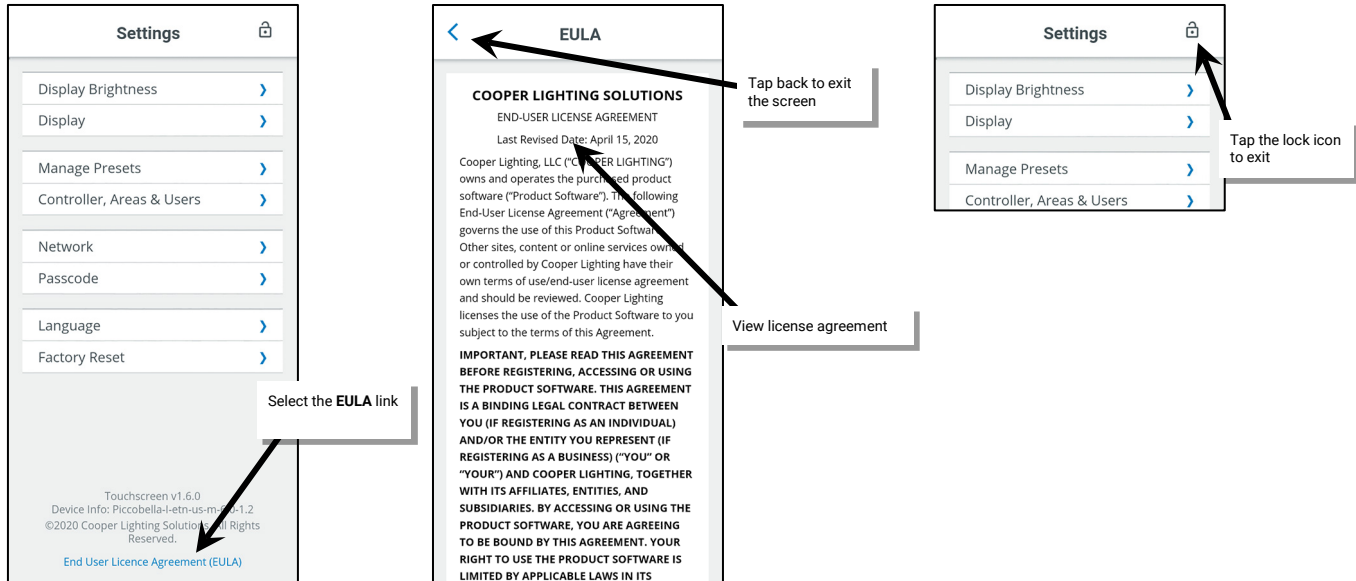 Settings
Display Brightness
Display
Manage Presets
Controller, Areas & Users
Network
Passcode
Language
Factory Reset
Select the EULA link
Touchscreen v1.6.0
Device Info: Piccobella-l-etn-us-m-6.0-1.2
©2020 Cooper Lighting Solutions. All Rights
Reserved.
End User Licence Agreement (EULA)
EULA
Tap back to exit
the screen
COOPER LIGHTING SOLUTIONS
END-USER LICENSE AGREEMENT
Last Revised Date: April 15, 2020
Cooper Lighting, LLC ("COOPER LIGHTING")
owns and operates the purchased product
software ("Product Software"). The following
End-User License Agreement ("Agreement")
governs the use of this Product Software.
Other sites, content or online services owned
or controlled by Cooper Lighting have their
own terms of use/end-user license agreement
and should be reviewed. Cooper Lighting
licenses the use of the Product Software to you
subject to the terms of this Agreement.
View license agreement
IMPORTANT, PLEASE READ THIS AGREEMENT
BEFORE REGISTERING, ACCESSING OR USING
THE PRODUCT SOFTWARE. THIS AGREEMENT
IS A BINDING LEGAL CONTRACT BETWEEN
YOU (IF REGISTERING AS AN INDIVIDUAL)
AND/OR THE ENTITY YOU REPRESENT (IF
REGISTERING AS A BUSINESS) ("YOU" OR
"YOUR") AND COOPER LIGHTING, TOGETHER
WITH ITS AFFILIATES, ENTITIES, AND
SUBSIDIARIES. BY ACCESSING OR USING THE
PRODUCT SOFTWARE, YOU ARE AGREEING
TO BE BOUND BY THIS AGREEMENT. YOUR
RIGHT TO USE THE PRODUCT SOFTWARE IS
LIMITED BY APPLICABLE LAWS IN ITS
Settings
Display Brightness
Display
Manage Presets
Controller, Areas & Users
Tap the lock icon
to exit